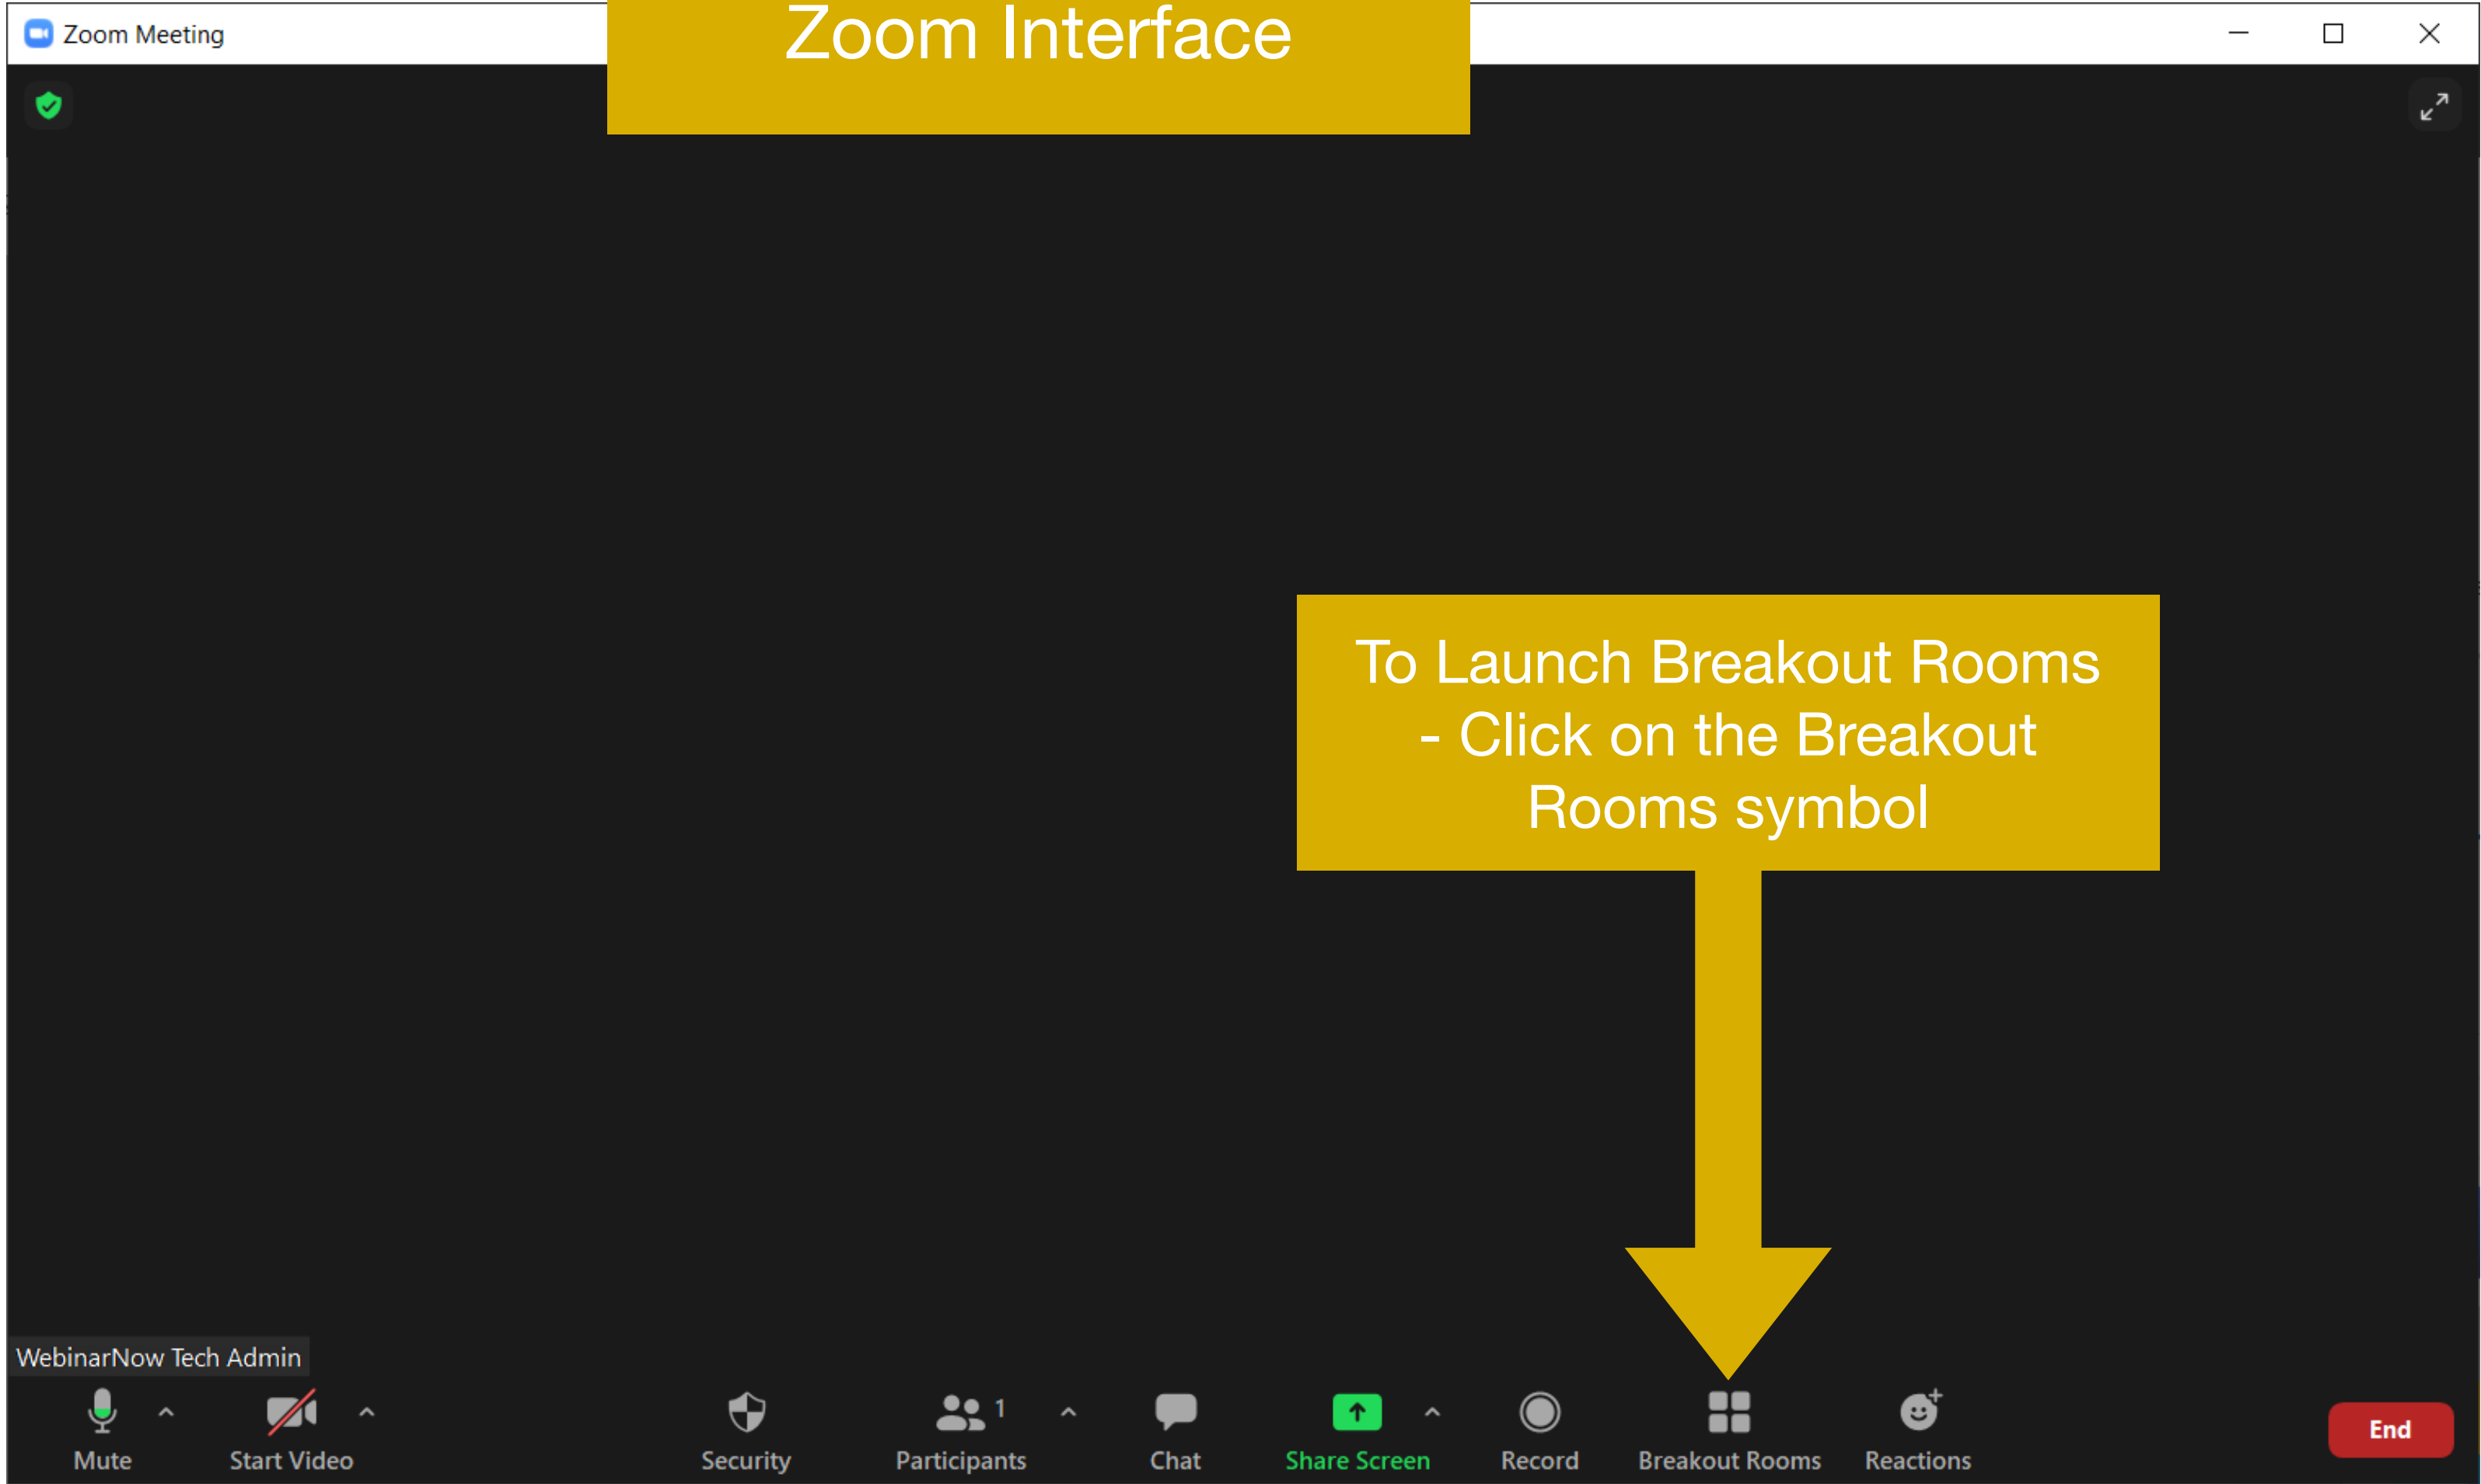 Zoom Meeting
Zoom Interface
To Launch Breakout Rooms
- Click on the Breakout
Rooms symbol
WebinarNow Tech Admin
1
Mute
Start Video
Security
Participants
Chat
Share Screen
Record
Breakout Rooms
Reactions
End